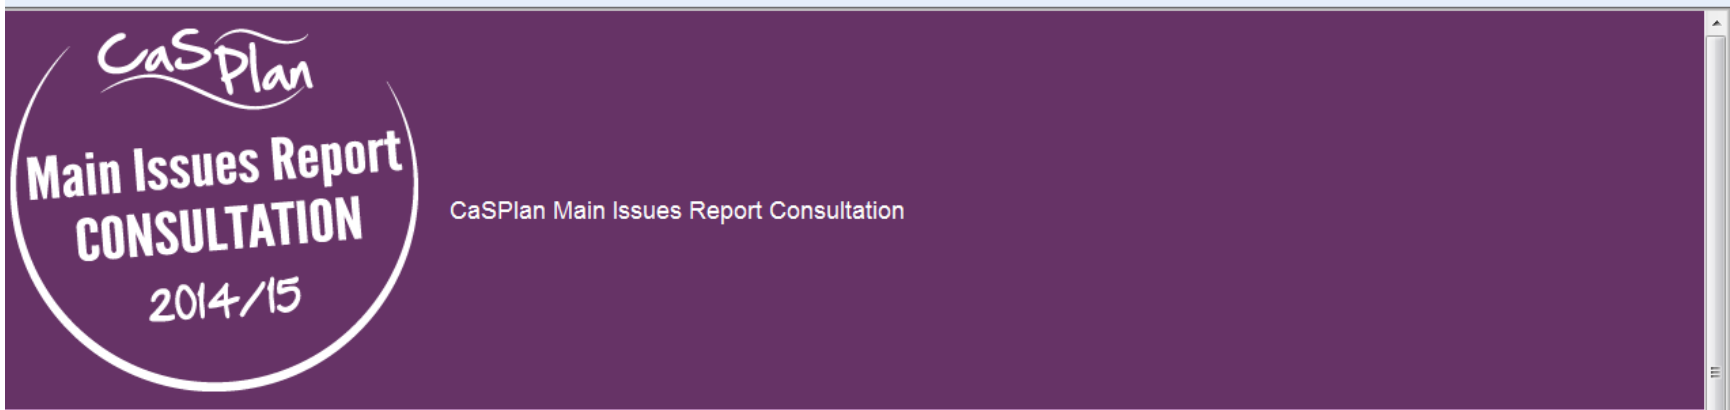 CaSPlan
Main Issues Report
CONSULTATION
2014/15
CaSPlan Main Issues Report Consultation